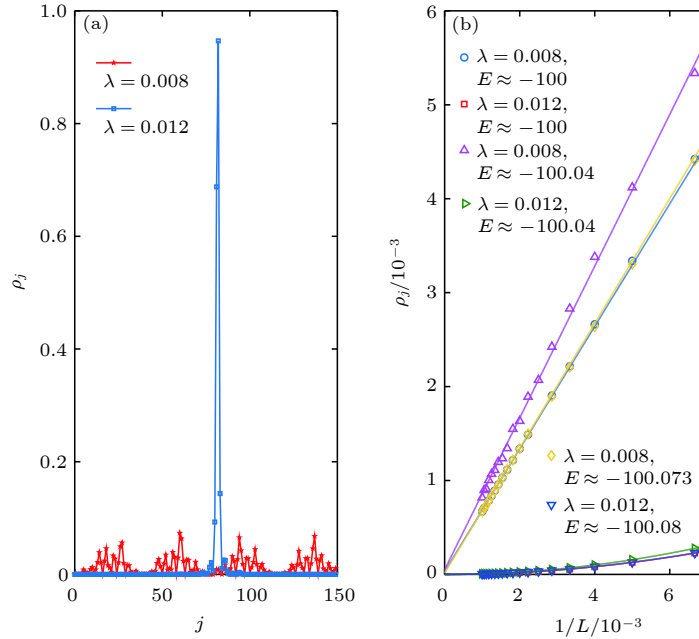 (a)
λ = 0.008
λ = 0.012
1.0
0.8
0.6
0.4
0.2
0
0
50
100
150
ρj
j
(b)
λ = 0.008,
E ≈ −100
λ = 0.012,
E ≈ −100
λ = 0.008,
E ≈ −100.04
λ = 0.012,
E ≈ −100.04
λ = 0.008,
E ≈ −100.073
λ = 0.012,
E ≈ −100.08
6
5
4
3
2
1
0
0
2
4
6
ρj/10⁻³
1/L/10⁻³